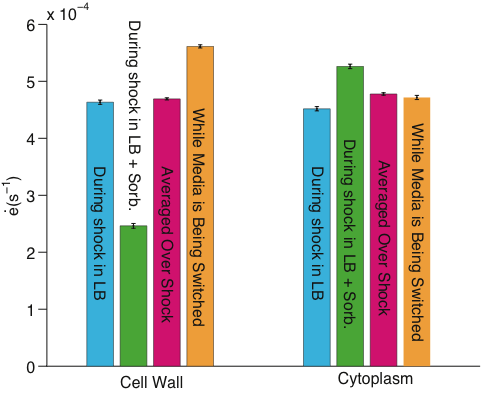 x 10⁻⁴
6
5
4
3
2
1
0
ė(s⁻¹)
During shock in LB
During shock in LB + Sorb.
Averaged Over Shock
While Media is Being Switched
During shock in LB
During shock in LB + Sorb.
Averaged Over Shock
While Media is Being Switched
Cell Wall
Cytoplasm